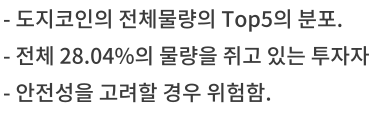 - 도지코인의 전체물량의 Top5의 분포.
- 전체 28.04%의 물량을 쥐고 있는 투자자
- 안전성을 고려할 경우 위험함.